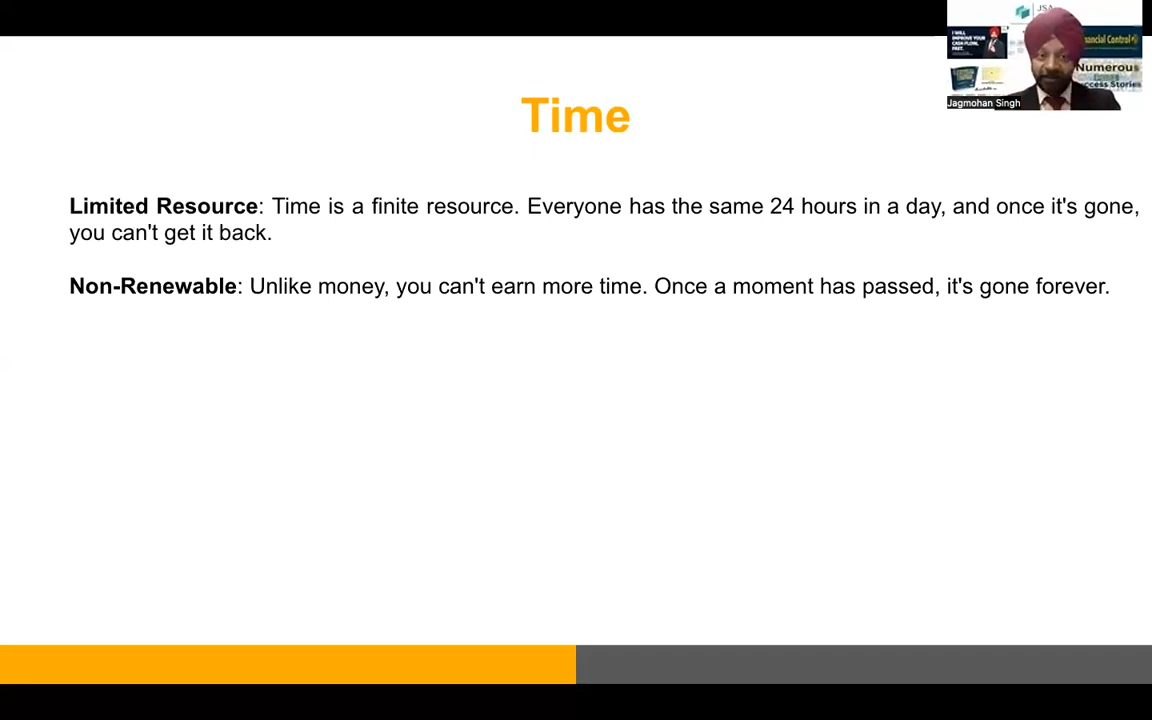 JSA
I WILL
IMPROVE YOUR
CASH FLOW,
FAST.
Financial Control
Numerous
Success Stories
Jagmohan Singh
Time
Limited Resource: Time is a finite resource. Everyone has the same 24 hours in a day, and once it's gone,
you can't get it back.
Non-Renewable: Unlike money, you can't earn more time. Once a moment has passed, it's gone forever.